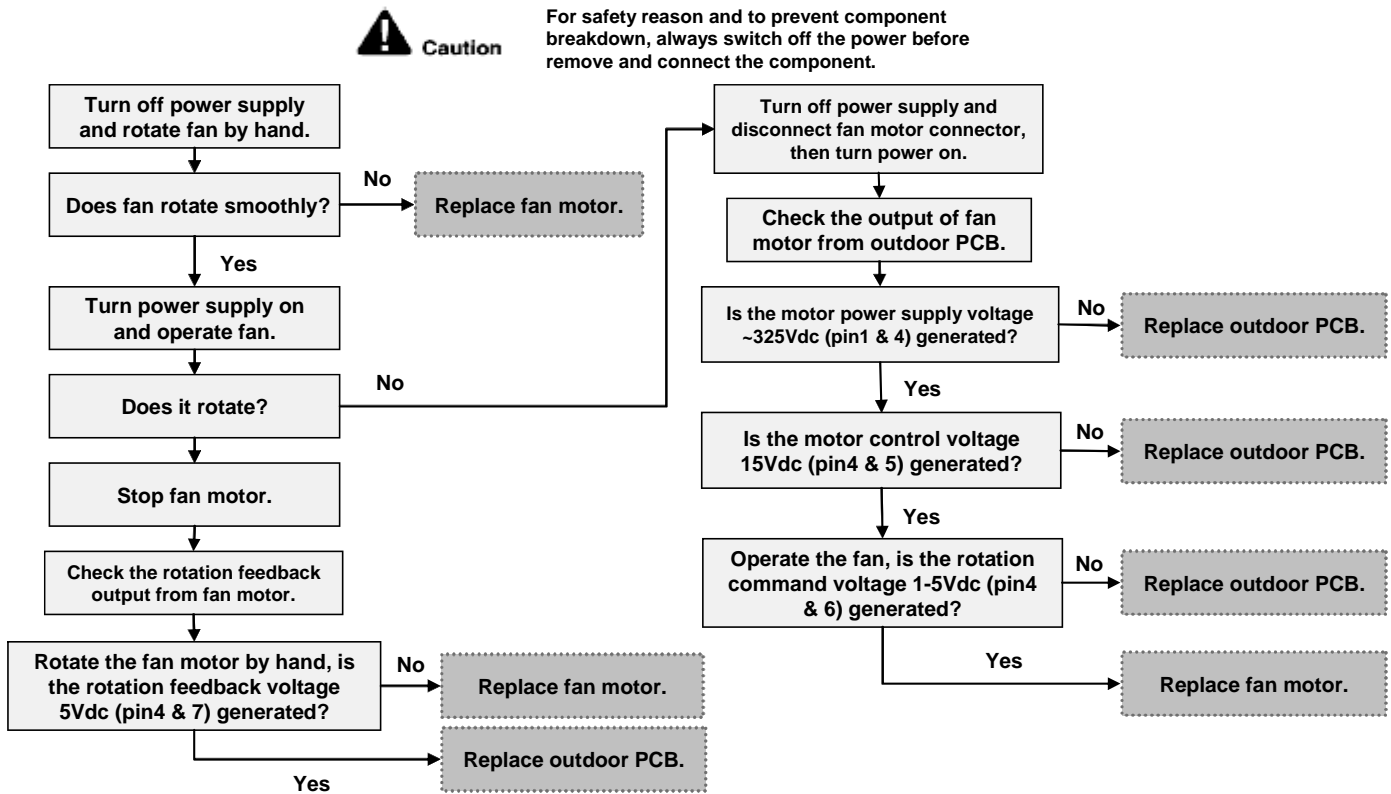 Caution
For safety reason and to prevent component
breakdown, always switch off the power before
remove and connect the component.
Turn off power supply
and rotate fan by hand.
Does fan rotate smoothly?
No
Replace fan motor.
Yes
Turn power supply on
and operate fan.
Does it rotate?
No
Stop fan motor.
Check the rotation feedback
output from fan motor.
Rotate the fan motor by hand, is
the rotation feedback voltage
5Vdc (pin4 & 7) generated?
No
Replace fan motor.
Yes
Replace outdoor PCB.
Turn off power supply and
disconnect fan motor connector,
then turn power on.
Check the output of fan
motor from outdoor PCB.
Is the motor power supply voltage
~325Vdc (pin1 & 4) generated?
No
Replace outdoor PCB.
Yes
Is the motor control voltage
15Vdc (pin4 & 5) generated?
No
Replace outdoor PCB.
Yes
Operate the fan, is the rotation
command voltage 1-5Vdc (pin4
& 6) generated?
No
Replace outdoor PCB.
Yes
Replace fan motor.